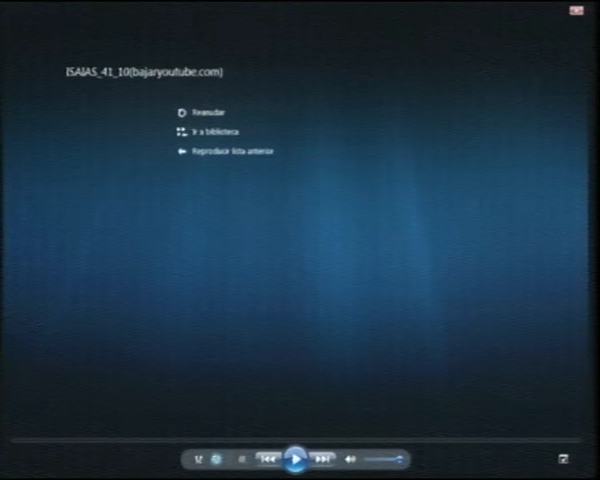 ISAIAS_41_10(bajaryoutube.com)
Reanudar
Ir a biblioteca
Reproducir lista anterior